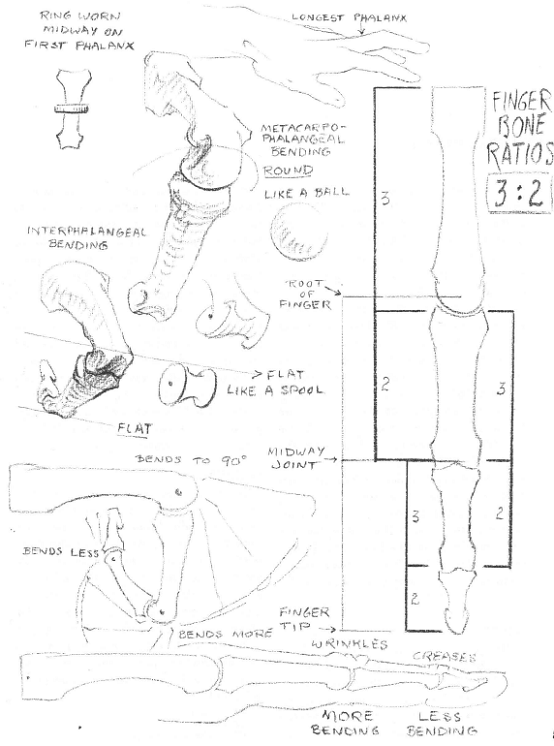 RING WORN
MIDWAY ON
FIRST PHALANX
LONGEST PHALANX
FINGER
BONE
RATIOS
3:2
METACARPO-
PHALANGEAL
BENDING
ROUND
LIKE A BALL
3
INTERPHALANGEAL
BENDING
ROOT
OF
FINGER
FLAT
LIKE A SPOOL
2
3
FLAT
BENDS TO 90°
MIDWAY
JOINT
BENDS LESS
3
2
2
BENDS MORE
FINGER
TIP
WRINKLES
CREASES
MORE
BENDING
LESS
BENDING